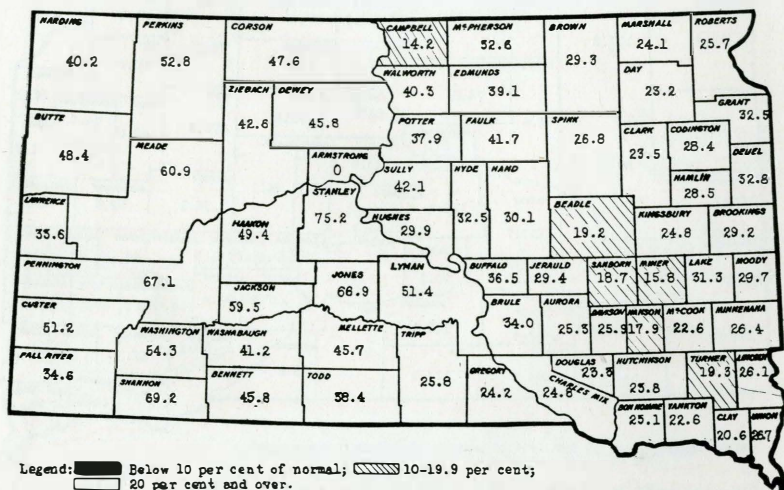 HARDING PERKINS CORSON CAMPBELL McPHERSON BROWN MARSHALL ROBERTS
40.2 52.8 47.6 14.2 52.6 29.3 24.1 25.7
WALWORTH EDMUNDS DAY
40.3 39.1 23.2
ZIEBACH DEWEY GRANT
42.6 45.8 32.5
BUTTE MEADE POTTER FAULK SPINK CLARK CODINGTON DEUEL
48.4 60.9 37.9 41.7 26.8 23.5 28.4 32.8
ARMSTRONG SULLY HYDE HAND HAMLIN
0 42.1 32.5 30.1 28.5
LAWRENCE HAAKON STANLEY HUGHES BEADLE KINGSBURY BROOKINGS
33.6 49.4 75.2 29.9 19.2 24.8 29.2
PENNINGTON JACKSON JONES LYMAN BUFFALO JERAULD SANBORN MINER LAKE MOODY
67.1 59.5 66.9 51.4 36.5 29.4 18.7 15.8 31.3 29.7
CUSTER WASHINGTON WASHABAUGH MELLETTE TRIPP BRULE AURORA HANSON McCOOK MINNEHAHA
51.2 54.3 41.2 45.7 25.8 34.0 25.3 25.9 17.9 22.6 26.4
FALL RIVER SHANNON BENNETT TODD GREGORY CHARLES MIX DOUGLAS HUTCHINSON TURNER LINCOLN
34.6 69.2 45.8 38.4 24.2 24.8 23.3 23.8 19.3 26.1
BON HOMME YANKTON CLAY UNION
25.1 22.6 20.6 26.7
Legend: Below 10 per cent of normal; 10-19.9 per cent;
20 per cent and over.